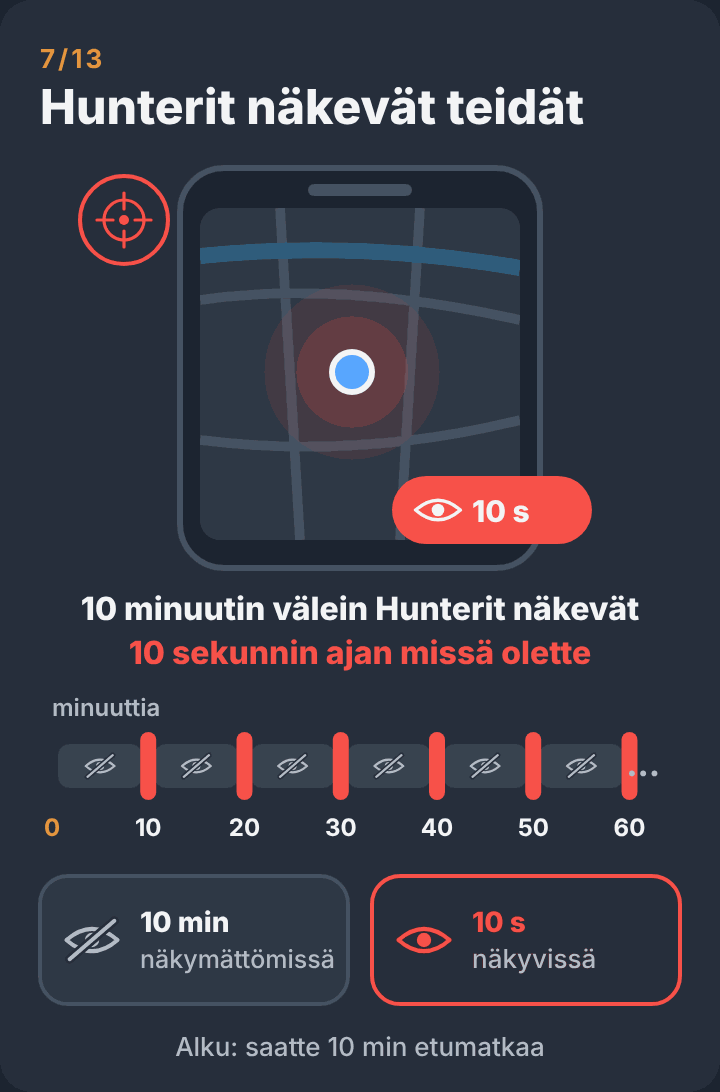 7/13
Hunterit näkevät teidät
10 s
10 minuutin välein Hunterit näkevät
10 sekunnin ajan missä olette
minuuttia
...
0 10 20 30 40 50 60
10 min
näkymättömissä
10 s
näkyvissä
Alku: saatte 10 min etumatkaa